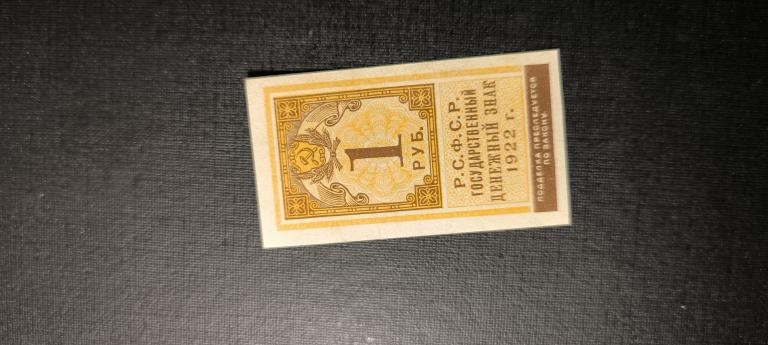 1
РУБ.
Р.С.Ф.С.Р.
ГОСУДАРСТВЕННЫЙ
ДЕНЕЖНЫЙ ЗНАК
1922 г.
ПОДДЕЛКА ПРЕСЛЕДУЕТСЯ
ПО ЗАКОНУ.